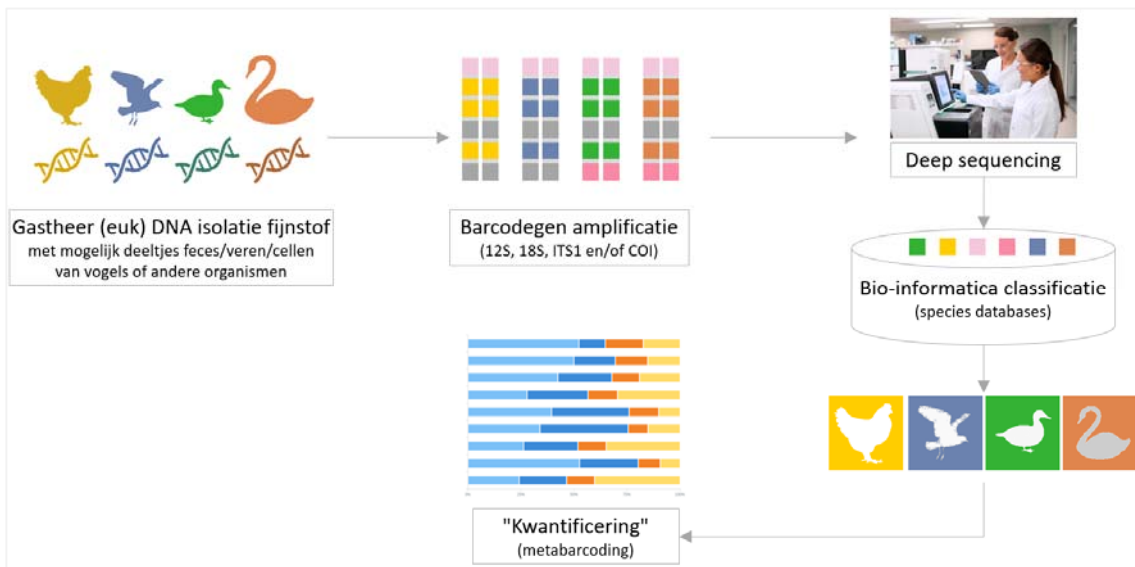 Gastheer (euk) DNA isolatie fijnstof
met mogelijk deeltjes feces/veren/cellen
van vogels of andere organismen
Barcodegen amplificatie
(12S, 18S, ITS1 en/of COI)
Deep sequencing
Bio-informatica classificatie
(species databases)
"Kwantificering"
(metabarcoding)